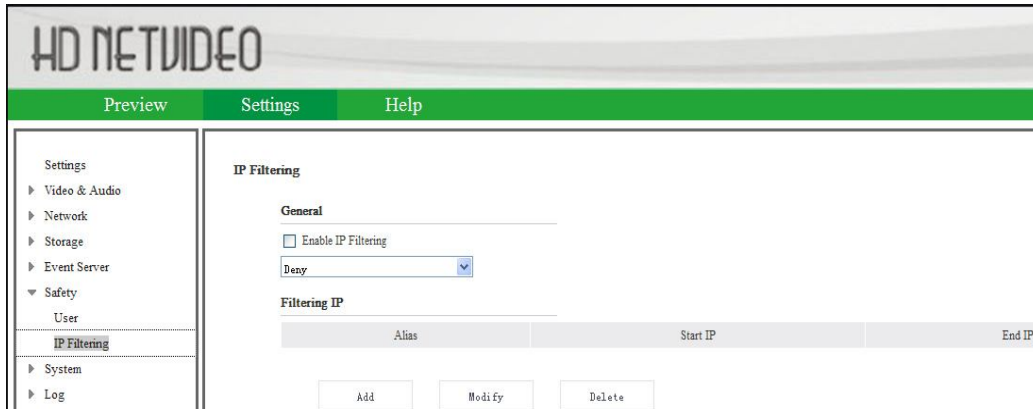 HD NETVIDEO
Preview Settings Help
Settings
Video & Audio
Network
Storage
Event Server
Safety
User
IP Filtering
System
Log
IP Filtering
General
Enable IP Filtering
Deny
Filtering IP
Alias Start IP End IP
Add Modify Delete